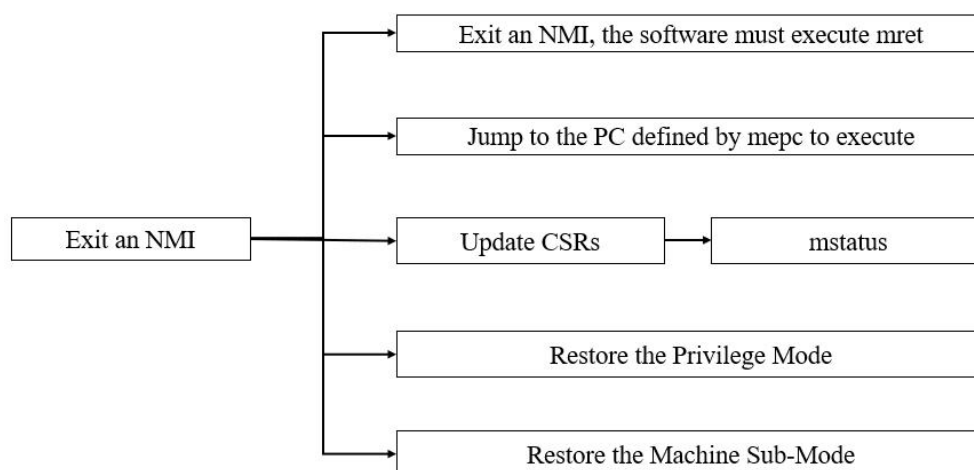 Exit an NMI, the software must execute mret
Jump to the PC defined by mepc to execute
Exit an NMI
Update CSRs
mstatus
Restore the Privilege Mode
Restore the Machine Sub-Mode